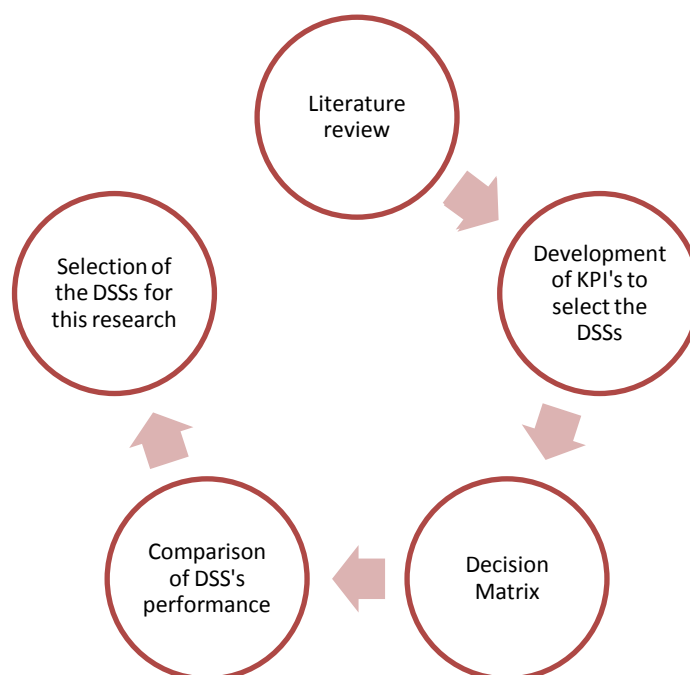 Literature
review
Development
of KPI's to
select the
DSSs
Decision
Matrix
Comparison
of DSS's
performance
Selection of
the DSSs for
this research